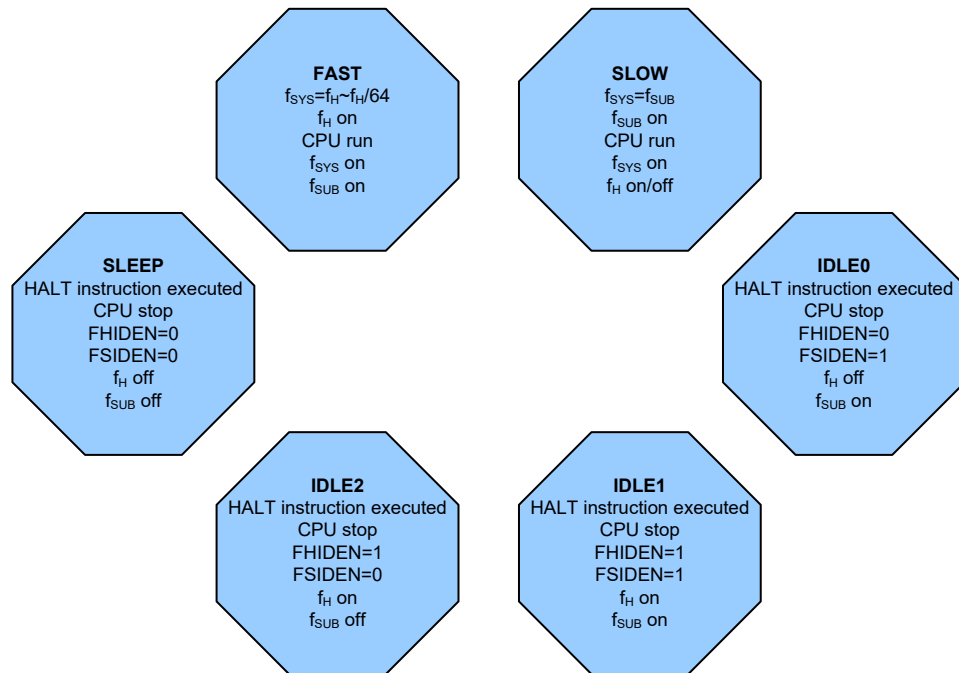 FAST
fSYS=fH~fH/64
fH on
CPU run
fSYS on
fSUB on
SLOW
fSYS=fSUB
fSUB on
CPU run
fSYS on
fH on/off
SLEEP
HALT instruction executed
CPU stop
FHIDEN=0
FSIDEN=0
fH off
fSUB off
IDLE0
HALT instruction executed
CPU stop
FHIDEN=0
FSIDEN=1
fH off
fSUB on
IDLE2
HALT instruction executed
CPU stop
FHIDEN=1
FSIDEN=0
fH on
fSUB off
IDLE1
HALT instruction executed
CPU stop
FHIDEN=1
FSIDEN=1
fH on
fSUB on